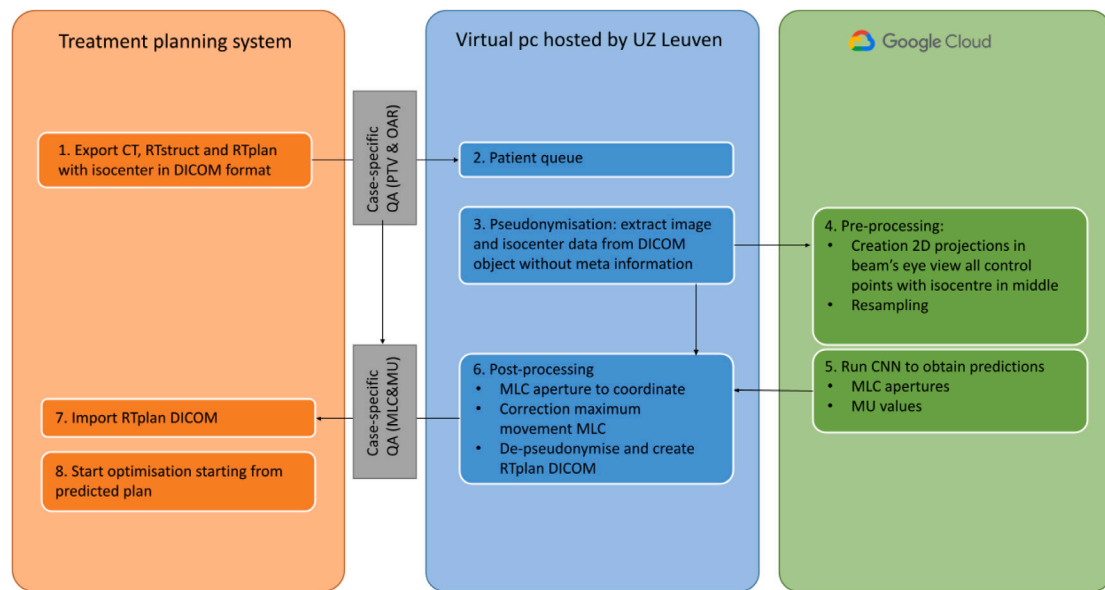 Treatment planning system
1. Export CT, RTstruct and RTplan
with isocenter in DICOM format
7. Import RTplan DICOM
8. Start optimisation starting from
predicted plan
Case-specific
QA (PTV & OAR)
Case-specific
QA (MLC&MU)
Virtual pc hosted by UZ Leuven
2. Patient queue
3. Pseudonymisation: extract image
and isocenter data from DICOM
object without meta information
6. Post-processing
• MLC aperture to coordinate
• Correction maximum
movement MLC
• De-pseudonymise and create
RTplan DICOM
Google Cloud
4. Pre-processing:
• Creation 2D projections in
beam's eye view all control
points with isocentre in middle
• Resampling
5. Run CNN to obtain predictions
• MLC apertures
• MU values